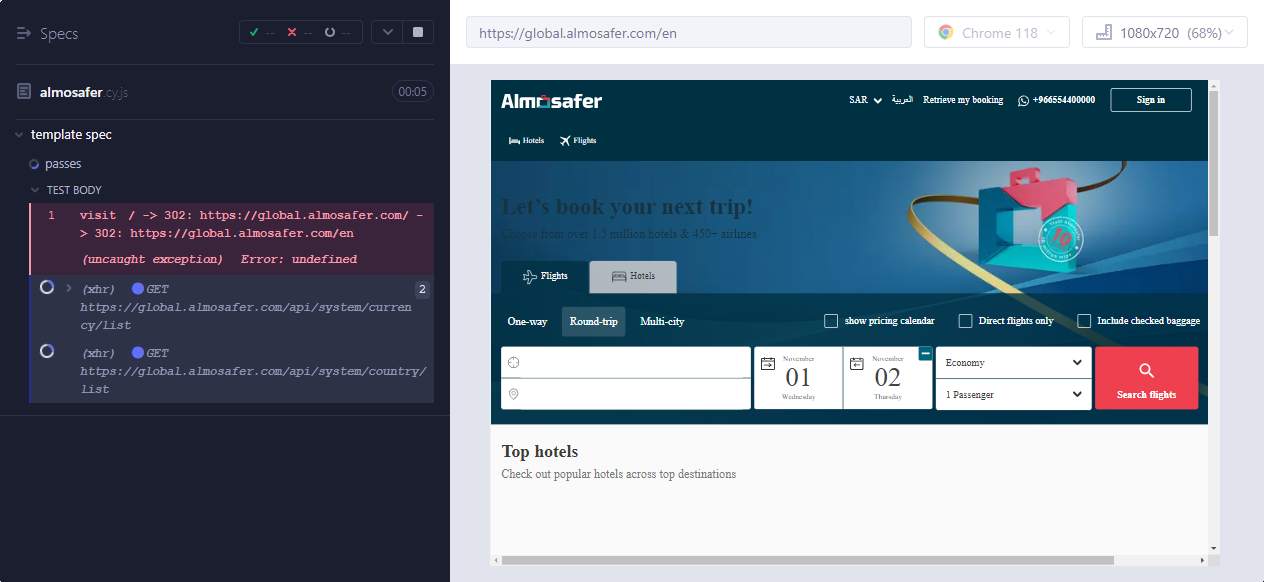 Specs
--
--
--
https://global.almosafer.com/en
Chrome 118
1080x720 (68%)
almosafer.cy.js
00:05
template spec
passes
TEST BODY
1 visit / -> 302: https://global.almosafer.com/ -
> 302: https://global.almosafer.com/en
(uncaught exception) Error: undefined
(xhr) GET 2
https://global.almosafer.com/api/system/curren
cy/list
(xhr) GET
https://global.almosafer.com/api/system/country/
list
Almosafer
SAR العربية Retrieve my booking +966554400000 Sign in
Hotels Flights
Let's book your next trip!
Choose from over 1.5 million hotels & 450+ airlines
10
Flights Hotels
One-way Round-trip Multi-city show pricing calendar Direct flights only Include checked baggage
November
01
Wednesday
November
02
Thursday
Economy
1 Passenger
Search flights
Top hotels
Check out popular hotels across top destinations